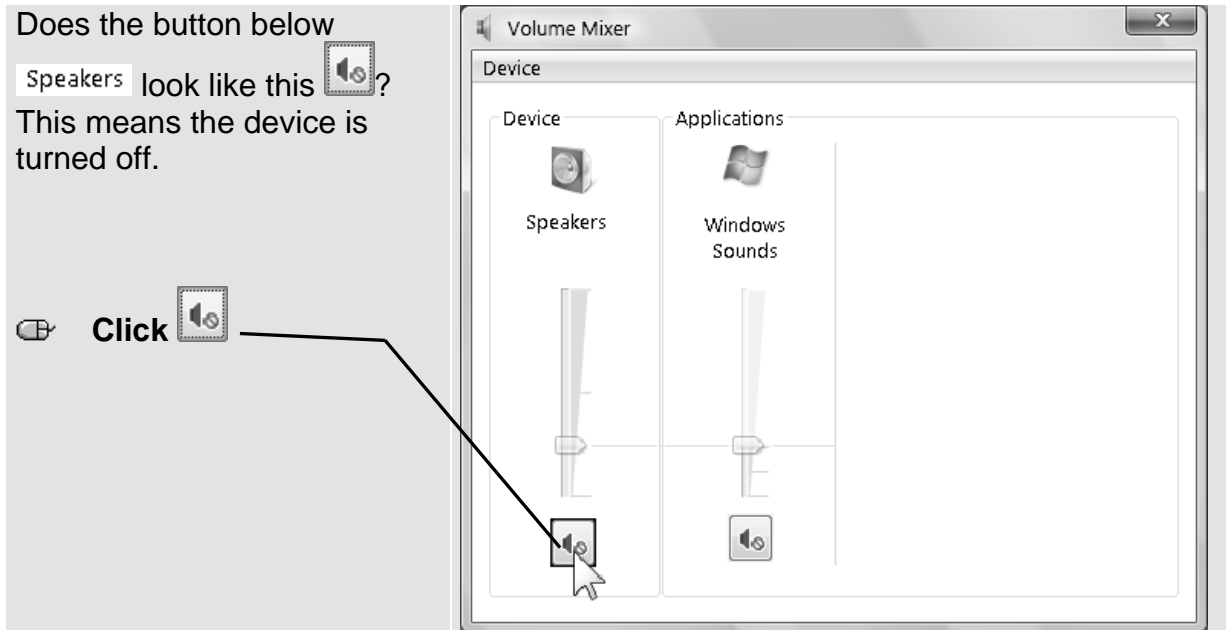 Does the button below
Speakers look like this ?
This means the device is
turned off.
Click
Volume Mixer
Device
Device
Applications
Speakers
Windows
Sounds